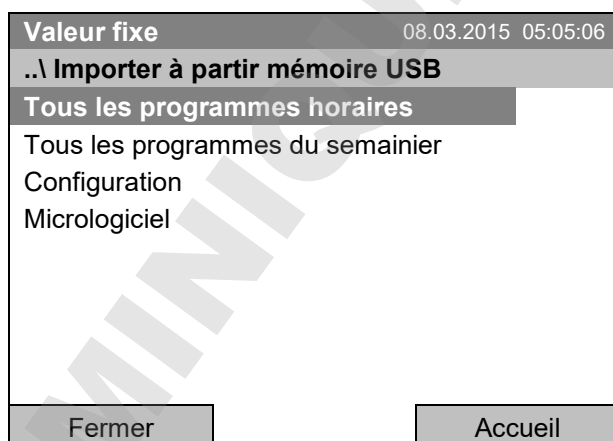 Valeur fixe 08.03.2015 05:05:06
..\ Importer à partir mémoire USB
Tous les programmes horaires
Tous les programmes du semainier
Configuration
Micrologiciel
Fermer Accueil